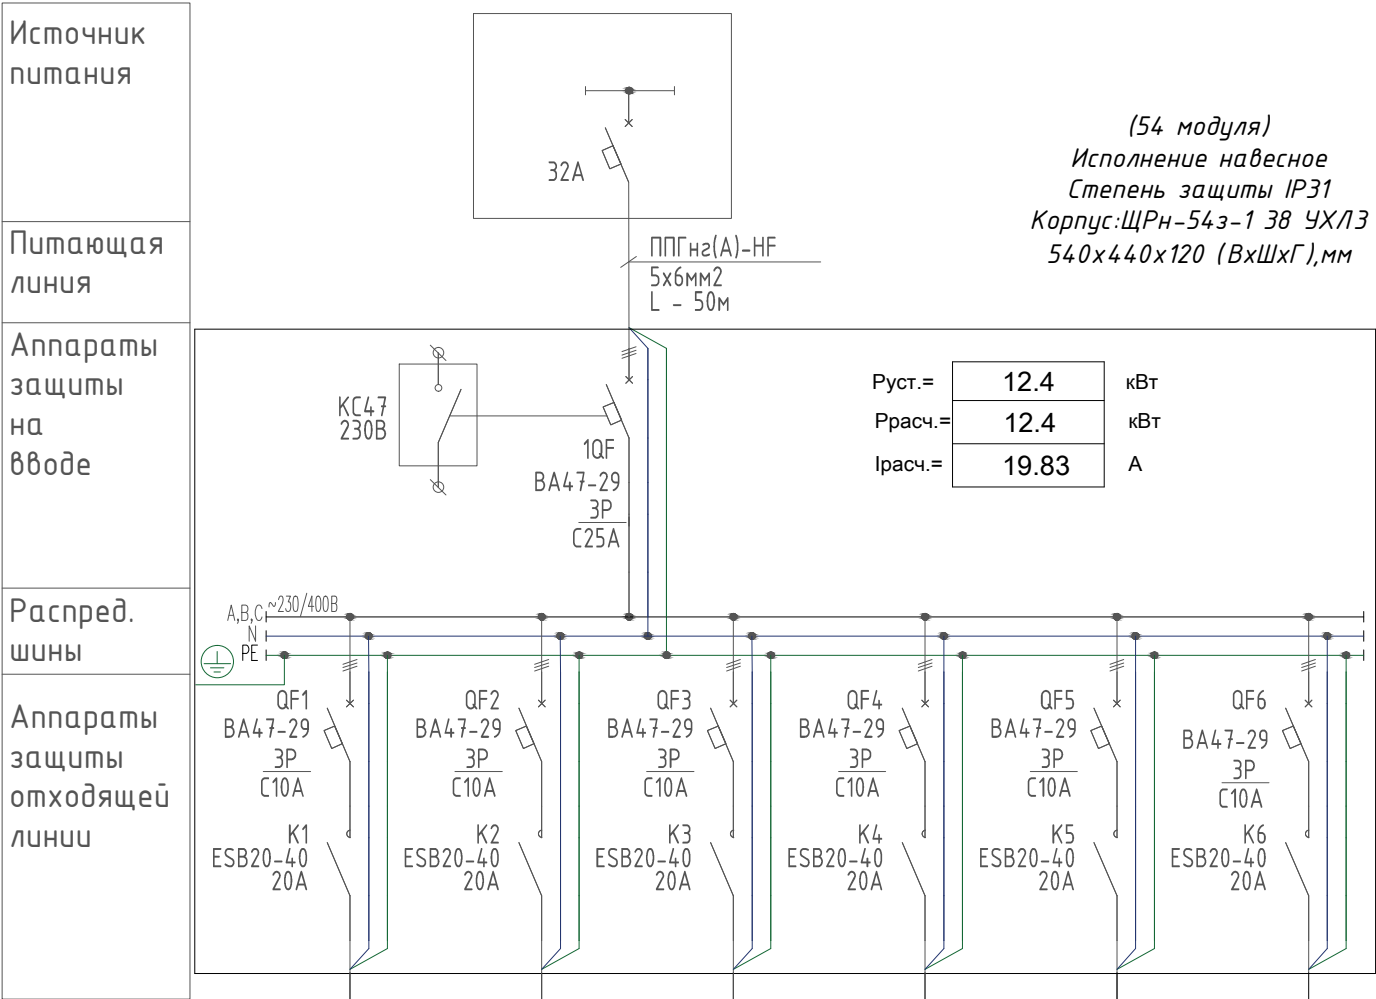 Источник
питания
32А
(54 модуля)
Исполнение навесное
Степень защиты IP31
Корпус:ЩРн-54з-1 38 УХЛ3
540х440х120 (ВхШхГ),мм
Питающая
линия
ППГнг(А)-HF
5х6мм2
L - 50м
Аппараты
защиты
на
вводе
КС47
230В
1QF
ВА47-29
3Р
С25А
Руст.= 12.4 кВт
Ррасч.= 12.4 кВт
Iрасч.= 19.83 А
Распред.
шины
А,В,С ~230/400В
N
PE
Аппараты
защиты
отходящей
линии
QF1 QF2 QF3 QF4 QF5 QF6
ВА47-29 ВА47-29 ВА47-29 ВА47-29 ВА47-29 ВА47-29
3Р 3Р 3Р 3Р 3Р 3Р
С10А С10А С10А С10А С10А С10А
К1 К2 К3 К4 К5 К6
ESB20-40 ESB20-40 ESB20-40 ESB20-40 ESB20-40 ESB20-40
20А 20А 20А 20А 20А 20А